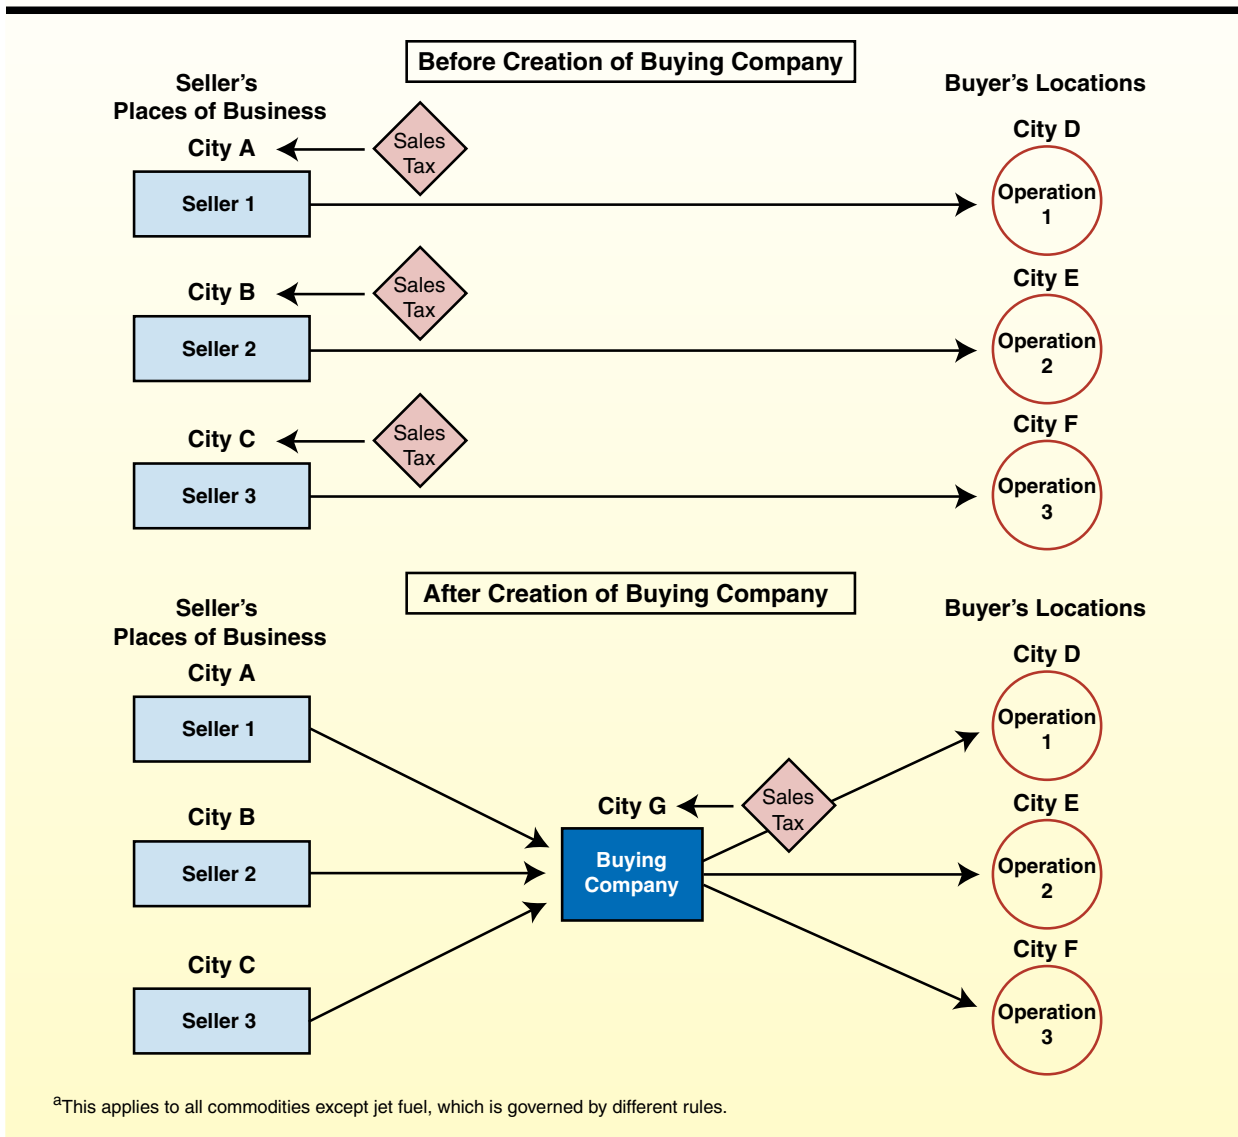 Before Creation of Buying Company
Seller's
Places of Business
Buyer's Locations
City A
Sales
Tax
City D
Seller 1
Operation
1
City B
Sales
Tax
City E
Seller 2
Operation
2
City C
Sales
Tax
City F
Seller 3
Operation
3
After Creation of Buying Company
Seller's
Places of Business
Buyer's Locations
City A
City D
Seller 1
Operation
1
City B
City G
Sales
Tax
City E
Seller 2
Buying
Company
Operation
2
City C
City F
Seller 3
Operation
3
aThis applies to all commodities except jet fuel, which is governed by different rules.